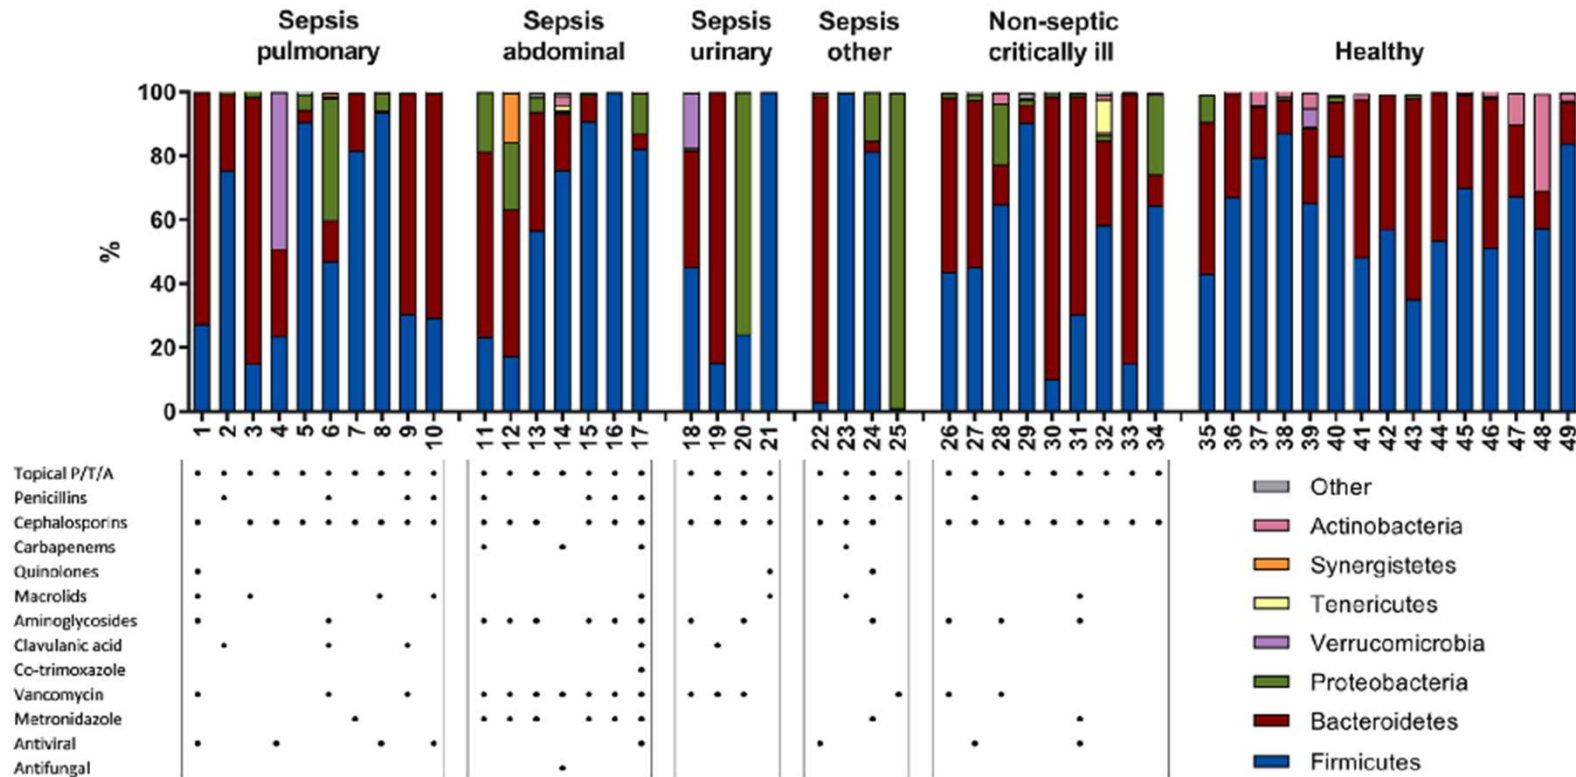 Sepsis pulmonary
Sepsis abdominal
Sepsis urinary
Sepsis other
Non-septic critically ill
Healthy
%
100
80
60
40
20
0
1 2 3 4 5 6 7 8 9 10 11 12 13 14 15 16 17 18 19 20 21 22 23 24 25 26 27 28 29 30 31 32 33 34 35 36 37 38 39 40 41 42 43 44 45 46 47 48 49
Topical P/T/A
Penicillins
Cephalosporins
Carbapenems
Quinolones
Macrolids
Aminoglycosides
Clavulanic acid
Co-trimoxazole
Vancomycin
Metronidazole
Antiviral
Antifungal
Other
Actinobacteria
Synergistetes
Tenericutes
Verrucomicrobia
Proteobacteria
Bacteroidetes
Firmicutes